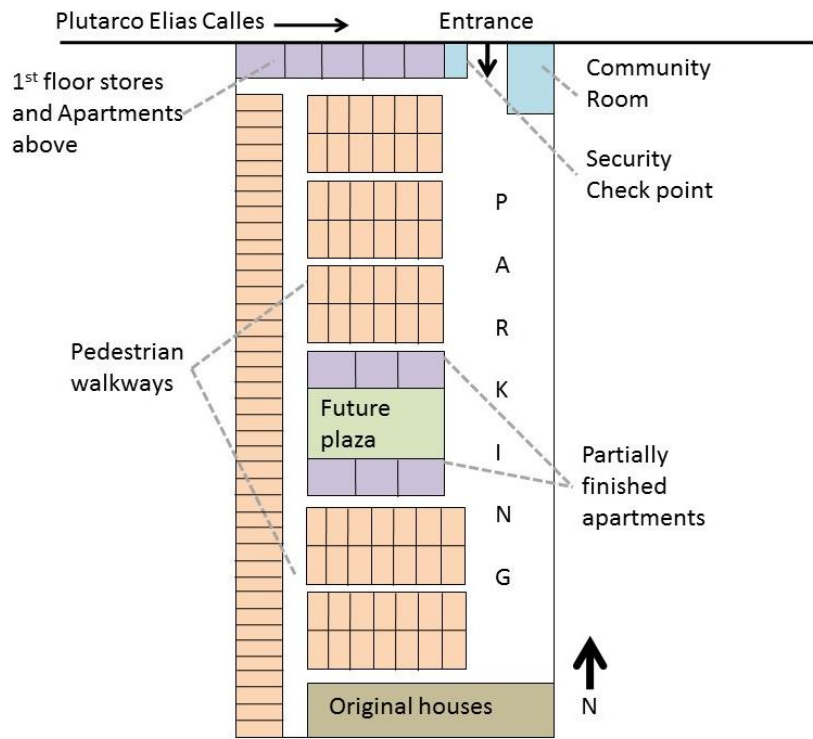 Plutarco Elias Calles
Entrance
1st floor stores
and Apartments
above
Community
Room
Security
Check point
P
A
R
K
I
N
G
Pedestrian
walkways
Future
plaza
Partially
finished
apartments
Original houses
N